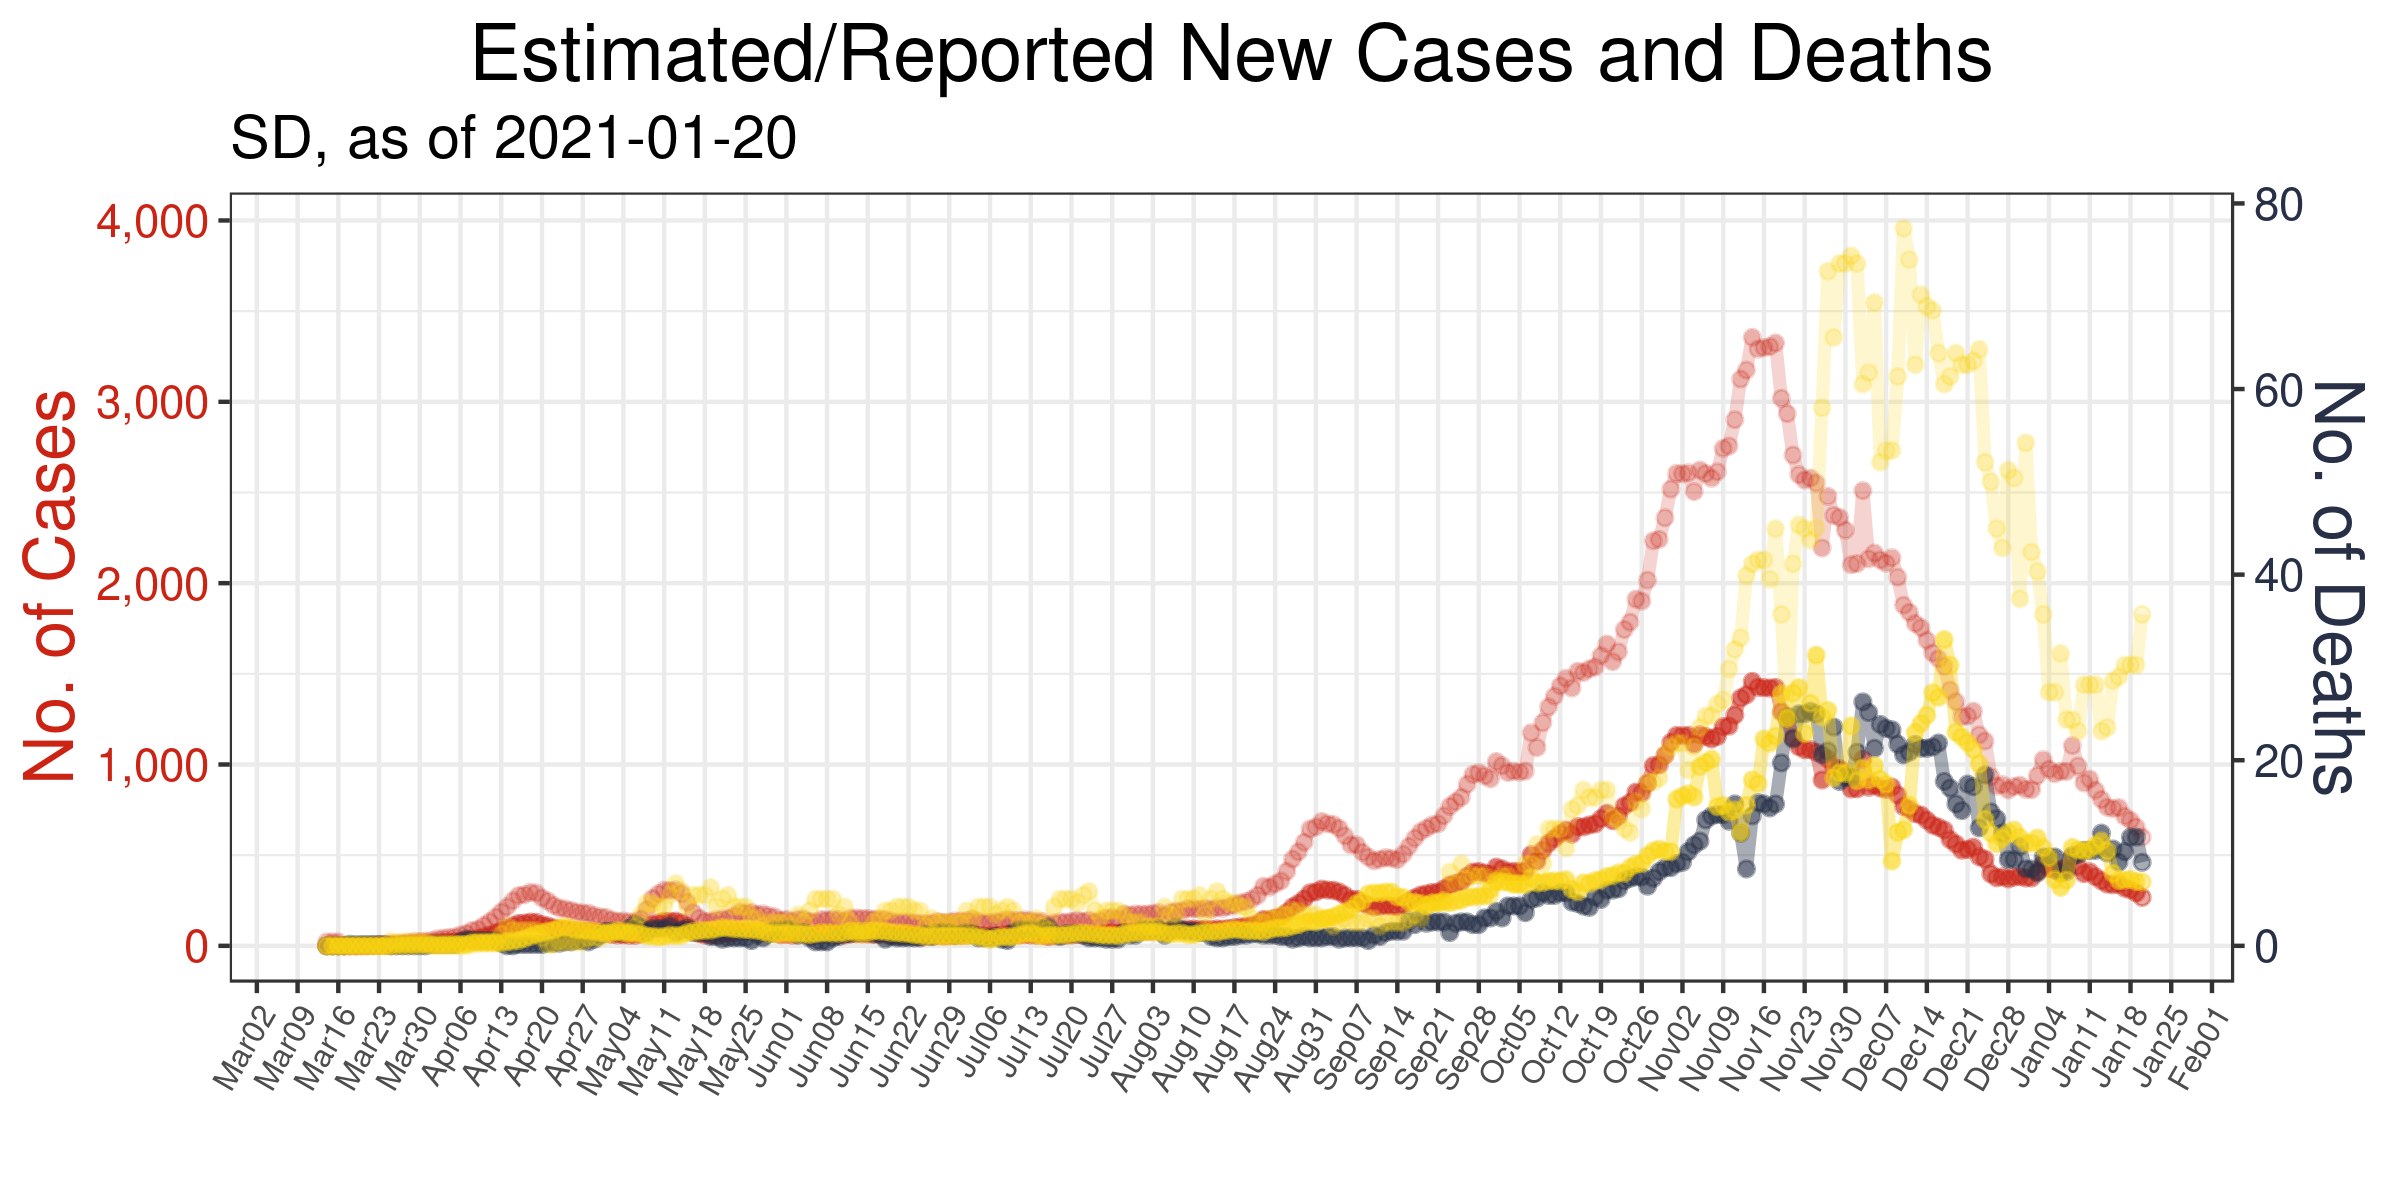 Estimated/Reported New Cases and Deaths
SD, as of 2021-01-20
No. of Cases
4,000
3,000
2,000
1,000
0
80
60
40
20
0
No. of Deaths
Mar02
Mar09
Mar16
Mar23
Mar30
Apr06
Apr13
Apr20
Apr27
May04
May11
May18
May25
Jun01
Jun08
Jun15
Jun22
Jun29
Jul06
Jul13
Jul20
Jul27
Aug03
Aug10
Aug17
Aug24
Aug31
Sep07
Sep14
Sep21
Sep28
Oct05
Oct12
Oct19
Oct26
Nov02
Nov09
Nov16
Nov23
Nov30
Dec07
Dec14
Dec21
Dec28
Jan04
Jan11
Jan18
Jan25
Feb01